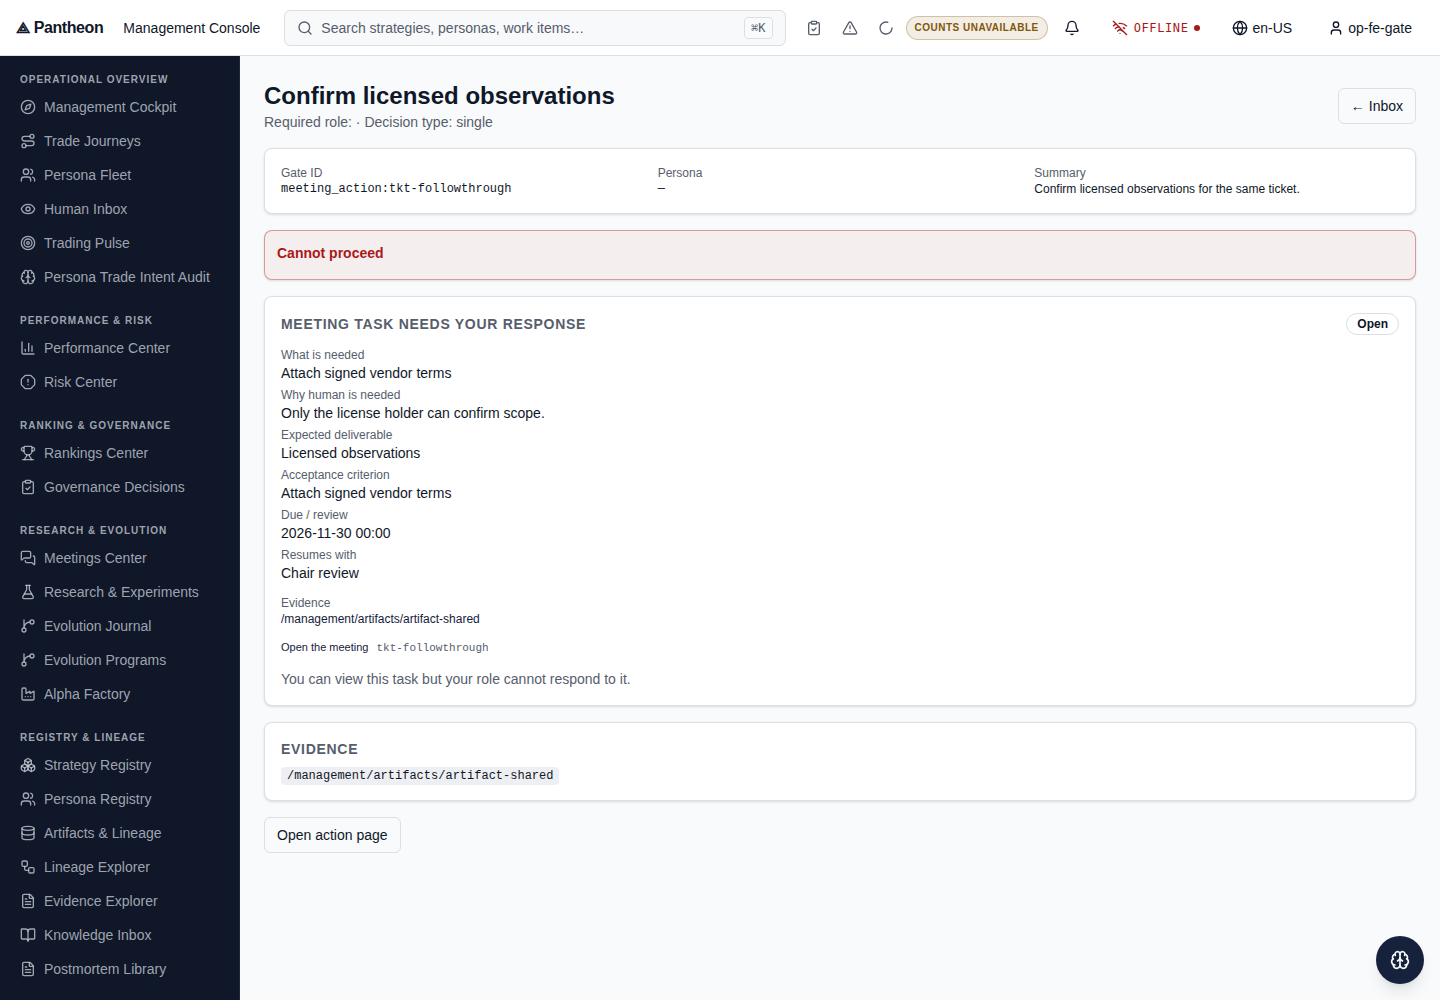 Pantheon
Management Console
Search strategies, personas, work items…
⌘K
COUNTS UNAVAILABLE
OFFLINE
en-US
op-fe-gate
OPERATIONAL OVERVIEW
Management Cockpit
Trade Journeys
Persona Fleet
Human Inbox
Trading Pulse
Persona Trade Intent Audit
PERFORMANCE & RISK
Performance Center
Risk Center
RANKING & GOVERNANCE
Rankings Center
Governance Decisions
RESEARCH & EVOLUTION
Meetings Center
Research & Experiments
Evolution Journal
Evolution Programs
Alpha Factory
REGISTRY & LINEAGE
Strategy Registry
Persona Registry
Artifacts & Lineage
Lineage Explorer
Evidence Explorer
Knowledge Inbox
Postmortem Library
Confirm licensed observations
Required role: · Decision type: single
← Inbox
Gate ID
meeting_action:tkt-followthrough
Persona
—
Summary
Confirm licensed observations for the same ticket.
Cannot proceed
MEETING TASK NEEDS YOUR RESPONSE
Open
What is needed
Attach signed vendor terms
Why human is needed
Only the license holder can confirm scope.
Expected deliverable
Licensed observations
Acceptance criterion
Attach signed vendor terms
Due / review
2026-11-30 00:00
Resumes with
Chair review
Evidence
/management/artifacts/artifact-shared
Open the meeting tkt-followthrough
You can view this task but your role cannot respond to it.
EVIDENCE
/management/artifacts/artifact-shared
Open action page